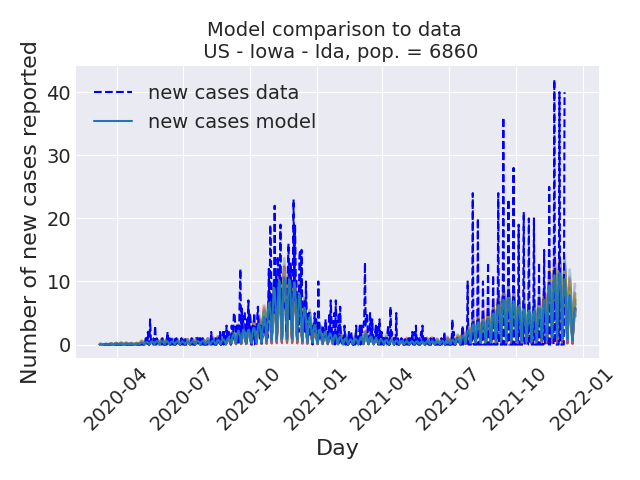 Model comparison to data
US - Iowa - Ida, pop. = 6860
Number of new cases reported
new cases data
new cases model
40
30
20
10
0
2020-04
2020-07
2020-10
2021-01
2021-04
2021-07
2021-10
2022-01
Day